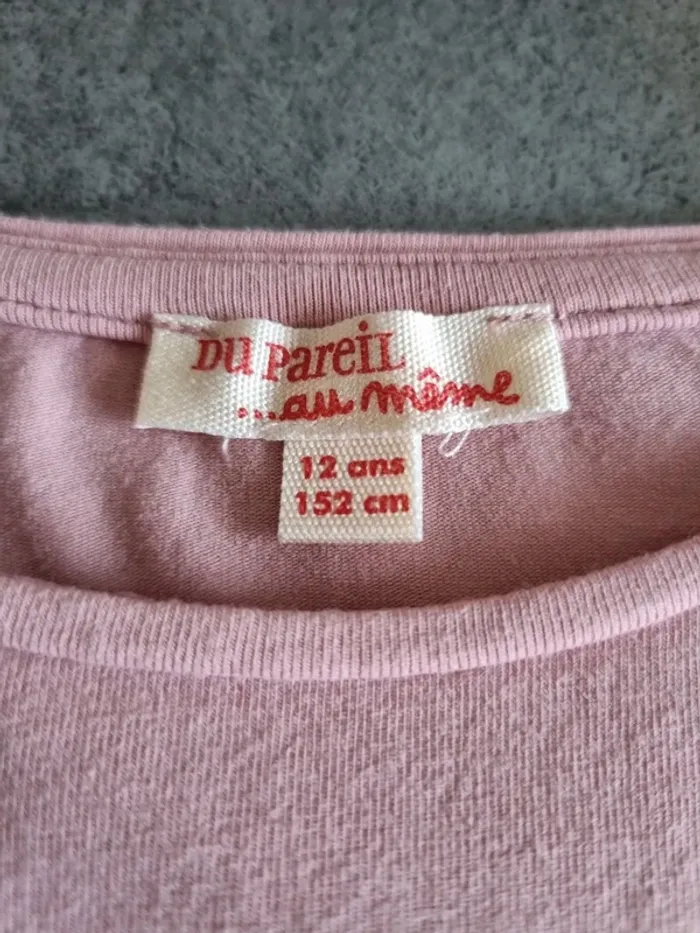 DU PAREIL
...au même
12 ans
152 cm